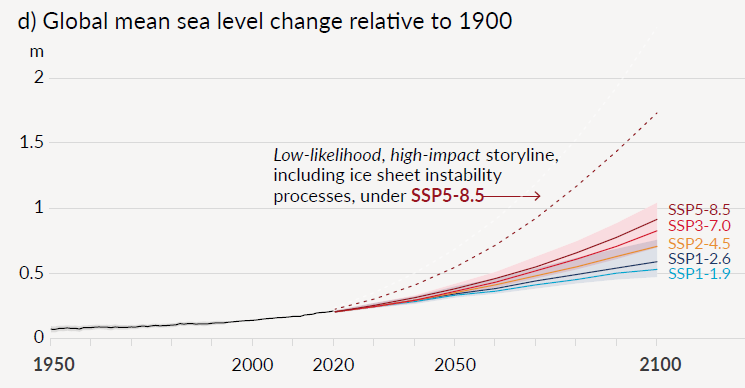 d) Global mean sea level change relative to 1900
m
2
1.5
Low-likelihood, high-impact storyline,
including ice sheet instability
processes, under SSP5-8.5
1
SSP5-8.5
SSP3-7.0
SSP2-4.5
SSP1-2.6
SSP1-1.9
0.5
0
1950 2000 2020 2050 2100